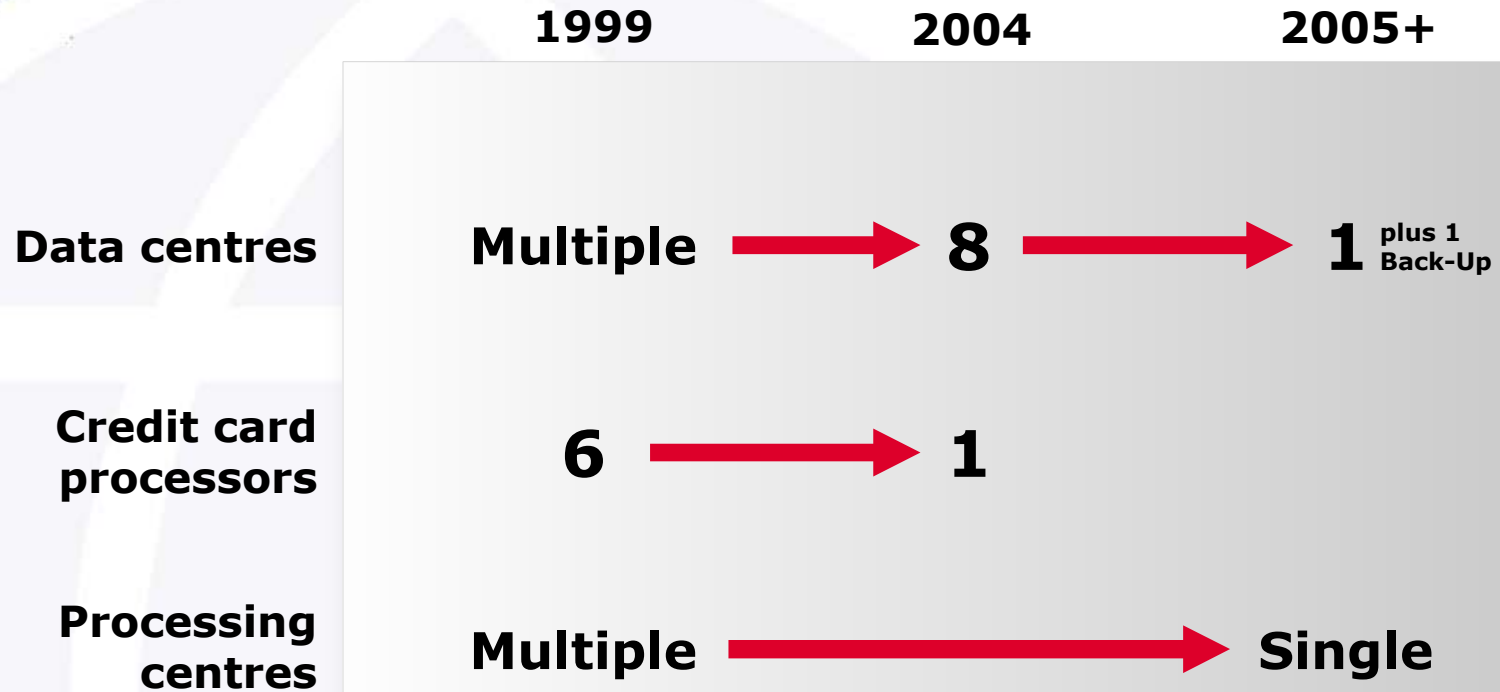 1999 2004 2005+
Data centres Multiple 8 1 plus 1
Back-Up
Credit card
processors
6 1
Processing
centres
Multiple Single